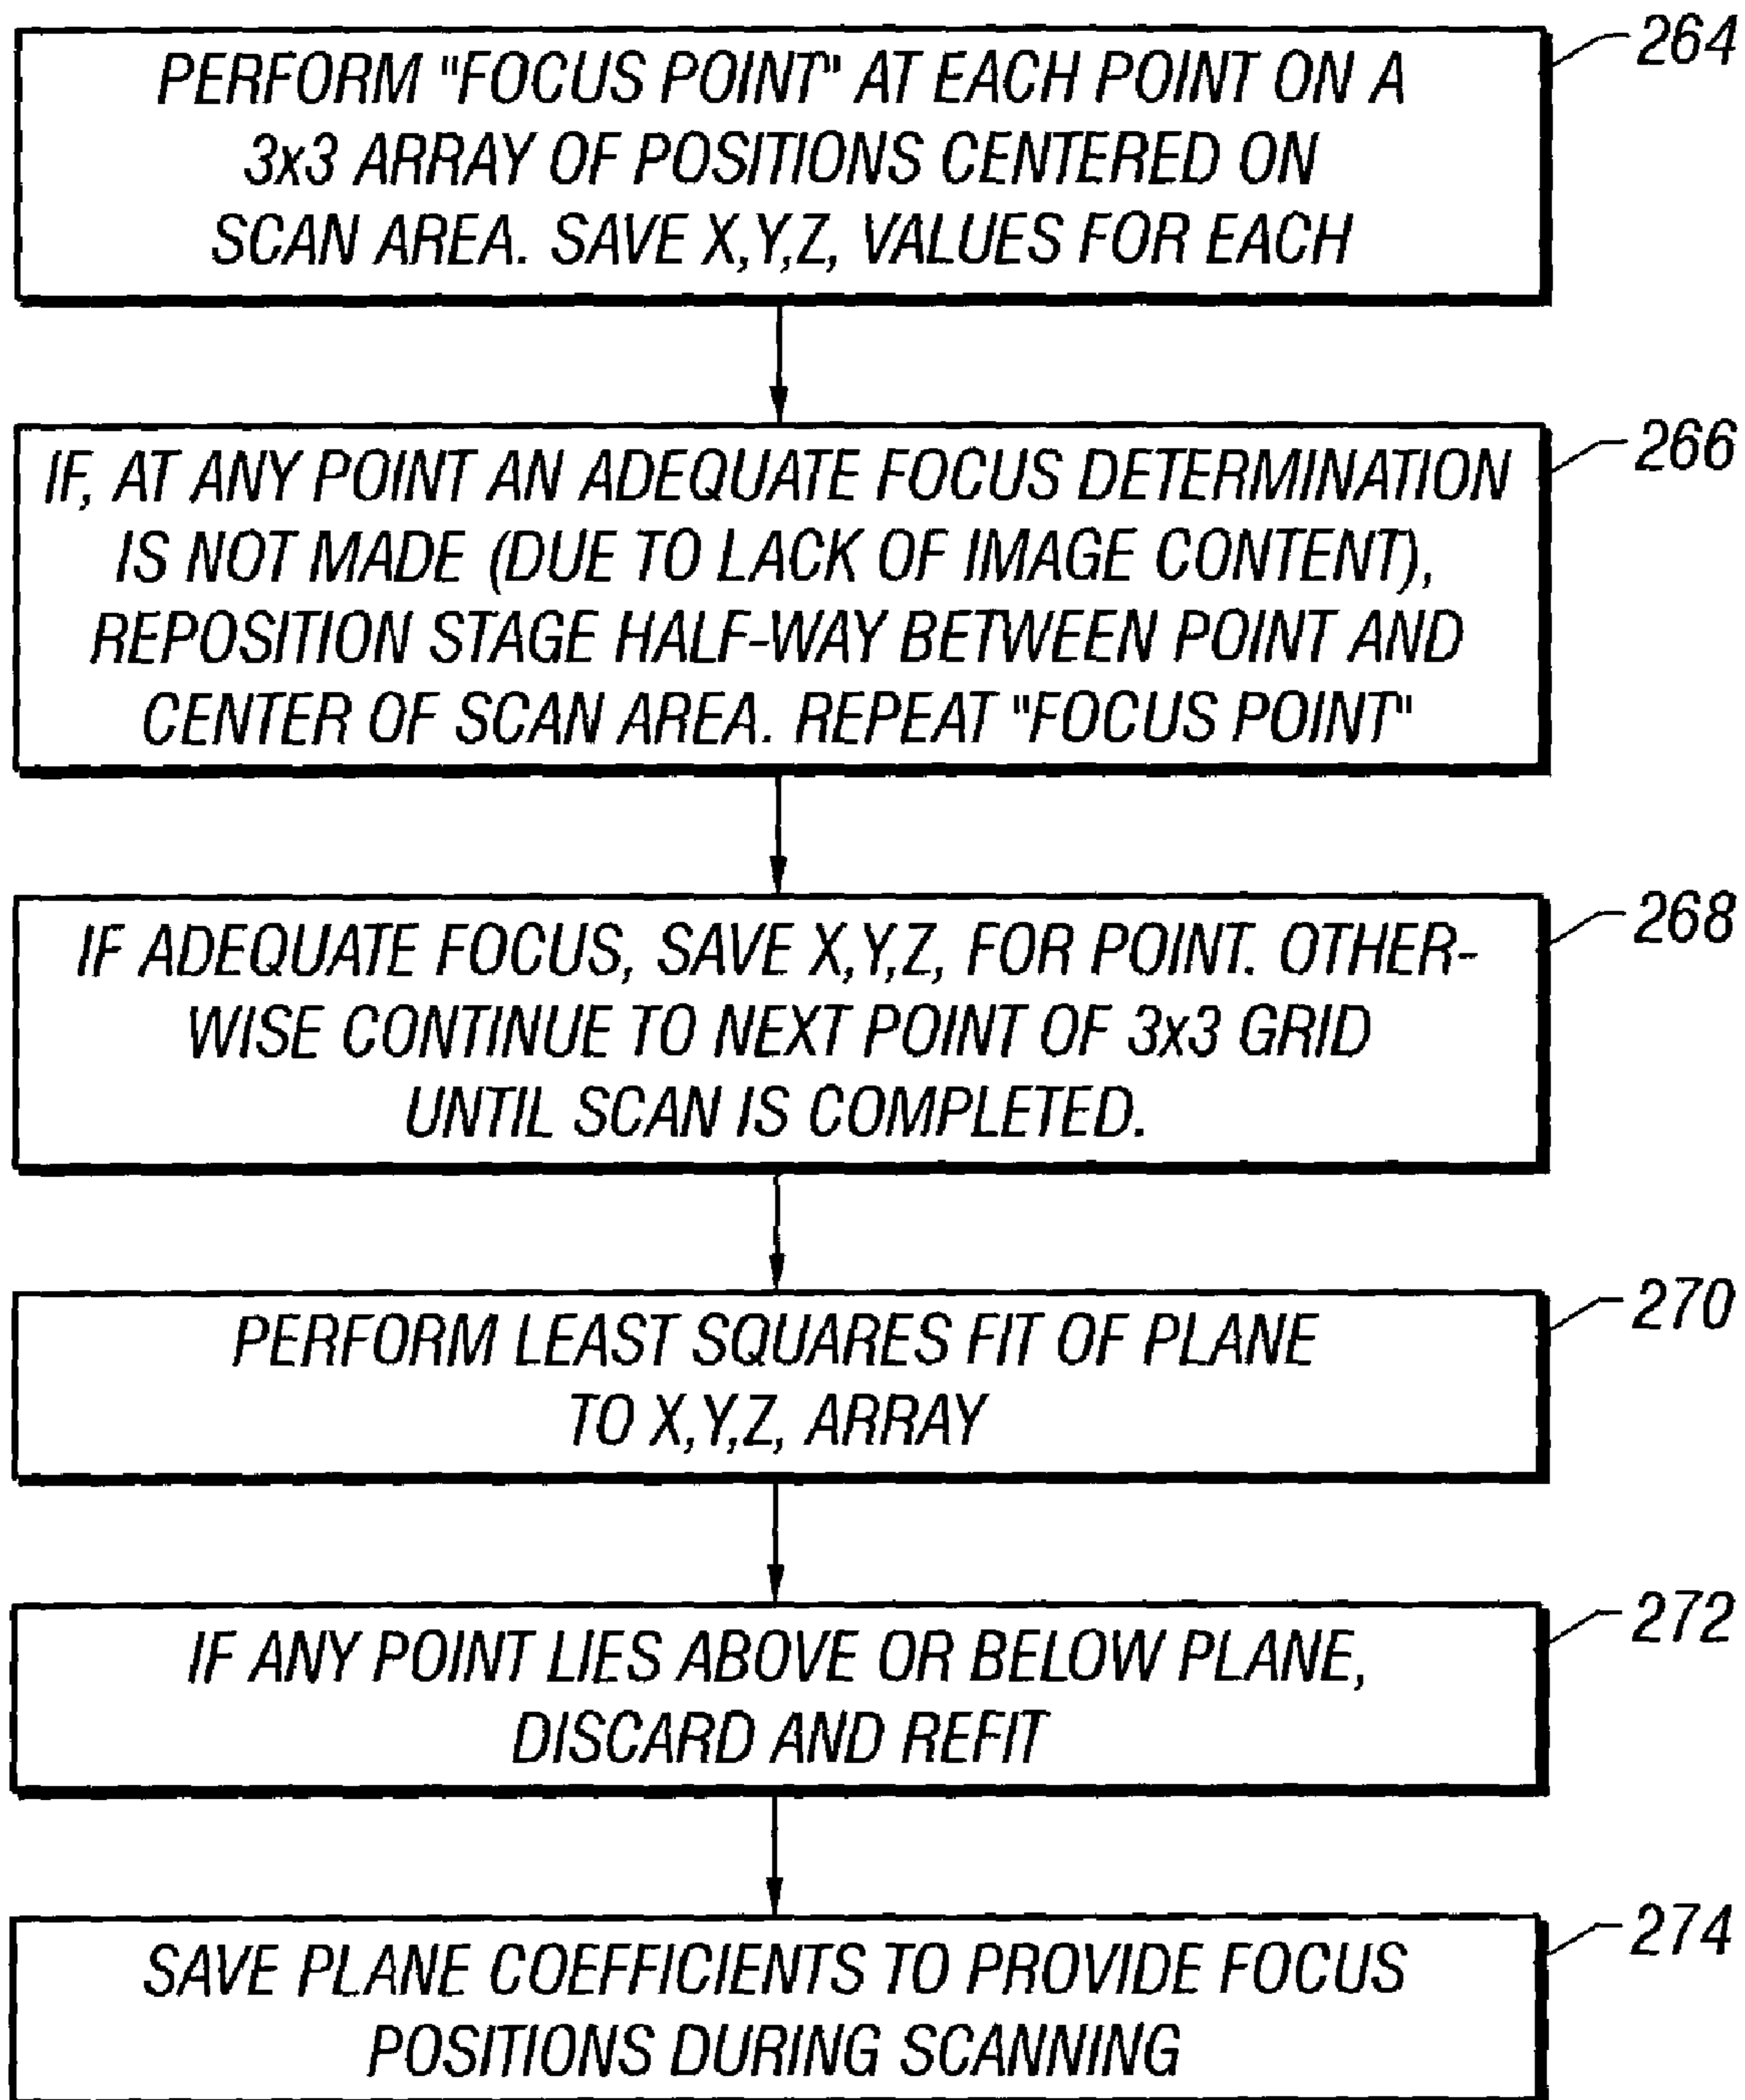 PERFORM "FOCUS POINT" AT EACH POINT ON A
3x3 ARRAY OF POSITIONS CENTERED ON
SCAN AREA. SAVE X,Y,Z, VALUES FOR EACH
264
IF, AT ANY POINT AN ADEQUATE FOCUS DETERMINATION
IS NOT MADE (DUE TO LACK OF IMAGE CONTENT),
REPOSITION STAGE HALF-WAY BETWEEN POINT AND
CENTER OF SCAN AREA. REPEAT "FOCUS POINT"
266
IF ADEQUATE FOCUS, SAVE X,Y,Z, FOR POINT. OTHER-
WISE CONTINUE TO NEXT POINT OF 3x3 GRID
UNTIL SCAN IS COMPLETED.
268
PERFORM LEAST SQUARES FIT OF PLANE
TO X,Y,Z, ARRAY
270
IF ANY POINT LIES ABOVE OR BELOW PLANE,
DISCARD AND REFIT
272
SAVE PLANE COEFFICIENTS TO PROVIDE FOCUS
POSITIONS DURING SCANNING
274